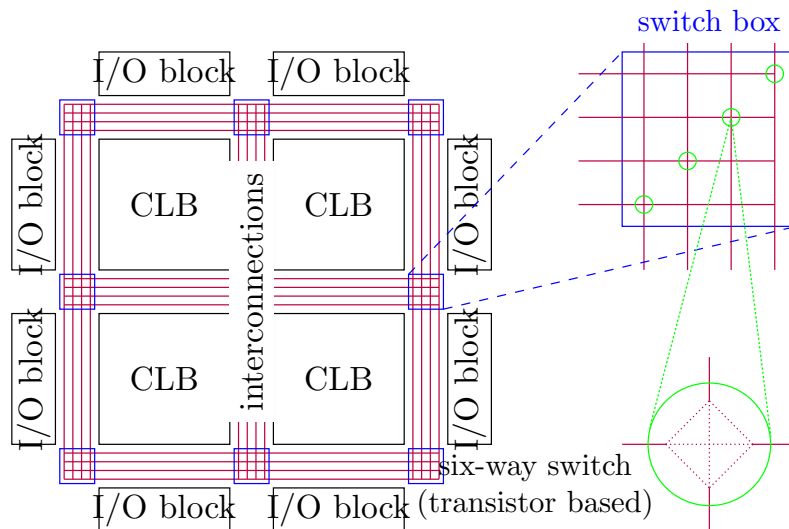 switch box
I/O block
I/O block
I/O block
CLB
CLB
I/O block
interconnections
I/O block
CLB
CLB
I/O block
six-way switch
(transistor based)
I/O block
I/O block